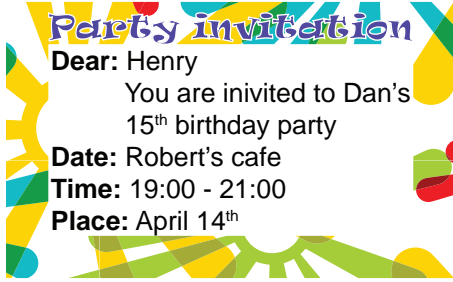 Party invitation
Dear: Henry
You are inivited to Dan's
15th birthday party
Date: Robert's cafe
Time: 19:00 - 21:00
Place: April 14th